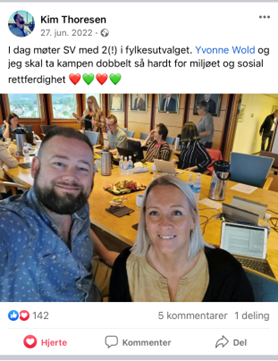 Kim Thoresen
27. jun. 2022 ·
I dag møter SV med 2(!) i fylkesutvalget. Yvonne Wold og
jeg skal ta kampen dobbelt så hardt for miljøet og sosial
rettferdighet ❤️💚❤️💚
142
5 kommentarer 1 deling
Hjerte Kommenter Del